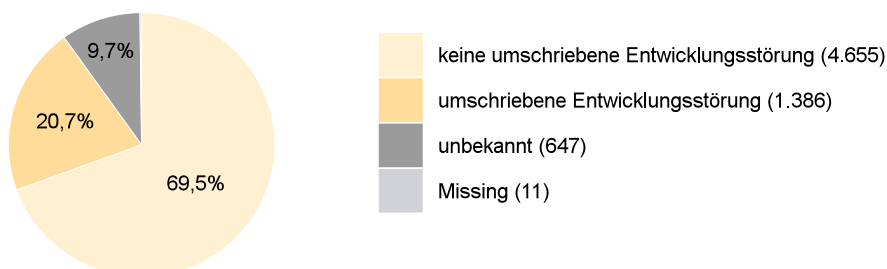 9,7%
20,7%
69,5%
keine umschriebene Entwicklungsstörung (4.655)
umschriebene Entwicklungsstörung (1.386)
unbekannt (647)
Missing (11)